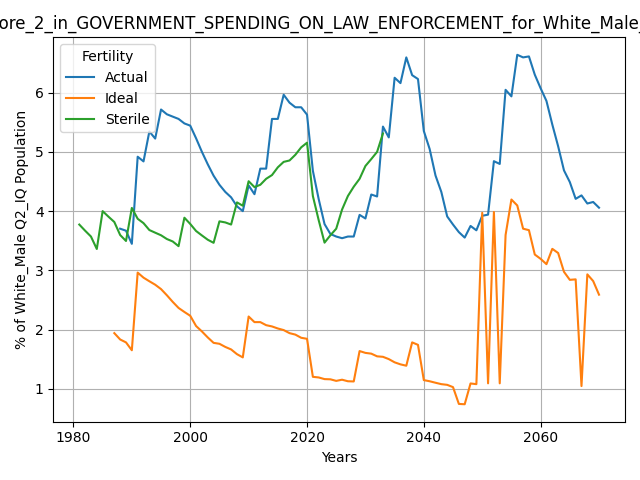 ore_2_in_GOVERNMENT_SPENDING_ON_LAW_ENFORCEMENT_for_White_Male_
Fertility
Actual
Ideal
Sterile
% of White_Male Q2_IQ Population
6
5
4
3
2
1
1980 2000 2020 2040 2060
Years